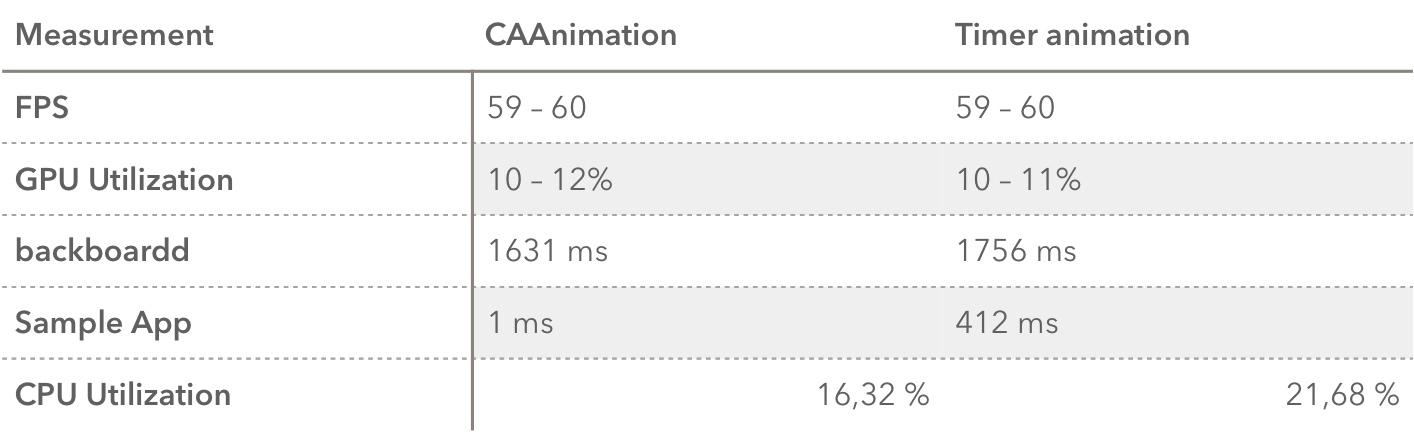 Measurement CAAnimation Timer animation
FPS 59 – 60 59 – 60
GPU Utilization 10 – 12% 10 – 11%
backboardd 1631 ms 1756 ms
Sample App 1 ms 412 ms
CPU Utilization 16,32 % 21,68 %